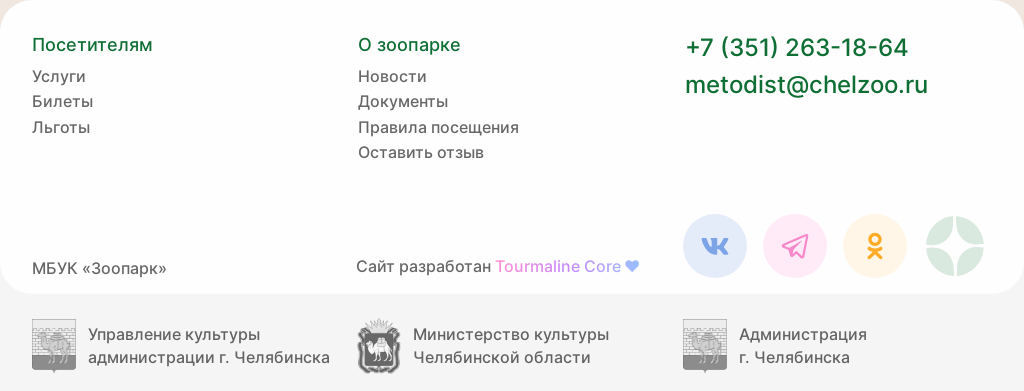 Посетителям
Услуги
Билеты
Льготы
О зоопарке
Новости
Документы
Правила посещения
Оставить отзыв
+7 (351) 263-18-64
metodist@chelzoo.ru
МБУК «Зоопарк»
Сайт разработан Tourmaline Core
Управление культуры
администрации г. Челябинска
Министерство культуры
Челябинской области
Администрация
г. Челябинска